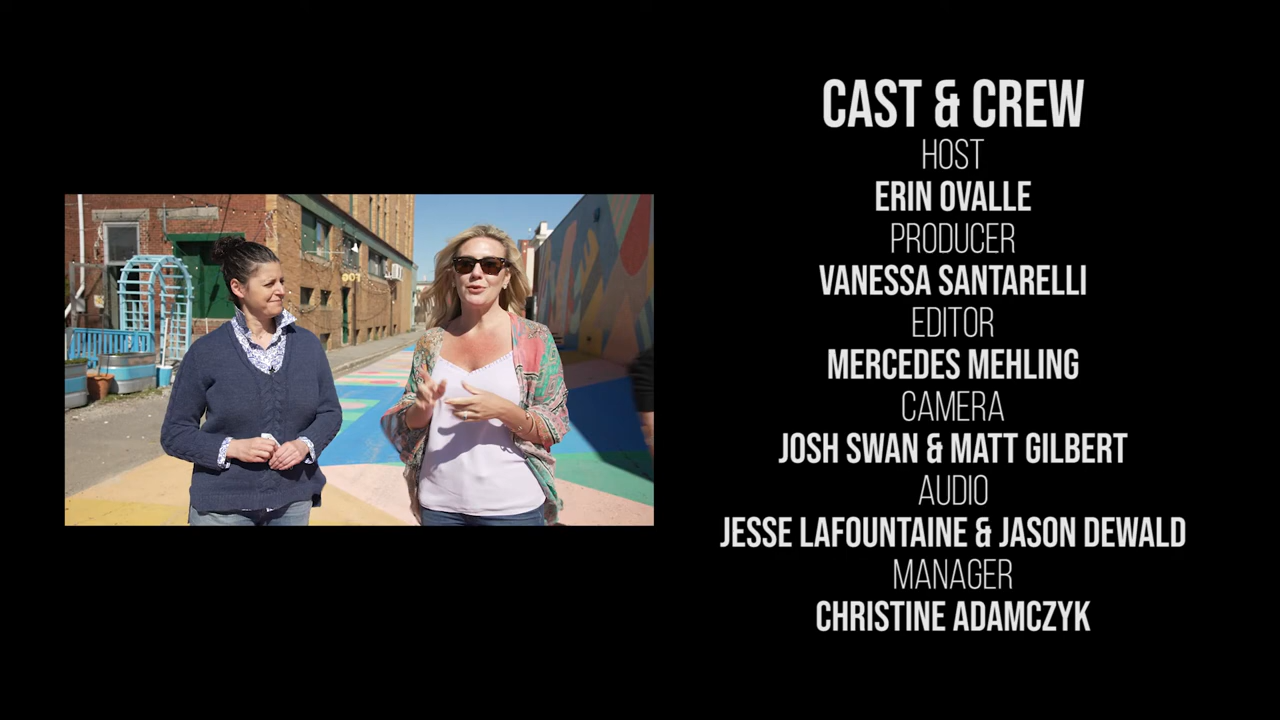 CAST & CREW
HOST
ERIN OVALLE
PRODUCER
VANESSA SANTARELLI
EDITOR
MERCEDES MEHLING
CAMERA
JOSH SWAN & MATT GILBERT
AUDIO
JESSE LAFOUNTAINE & JASON DEWALD
MANAGER
CHRISTINE ADAMCZYK